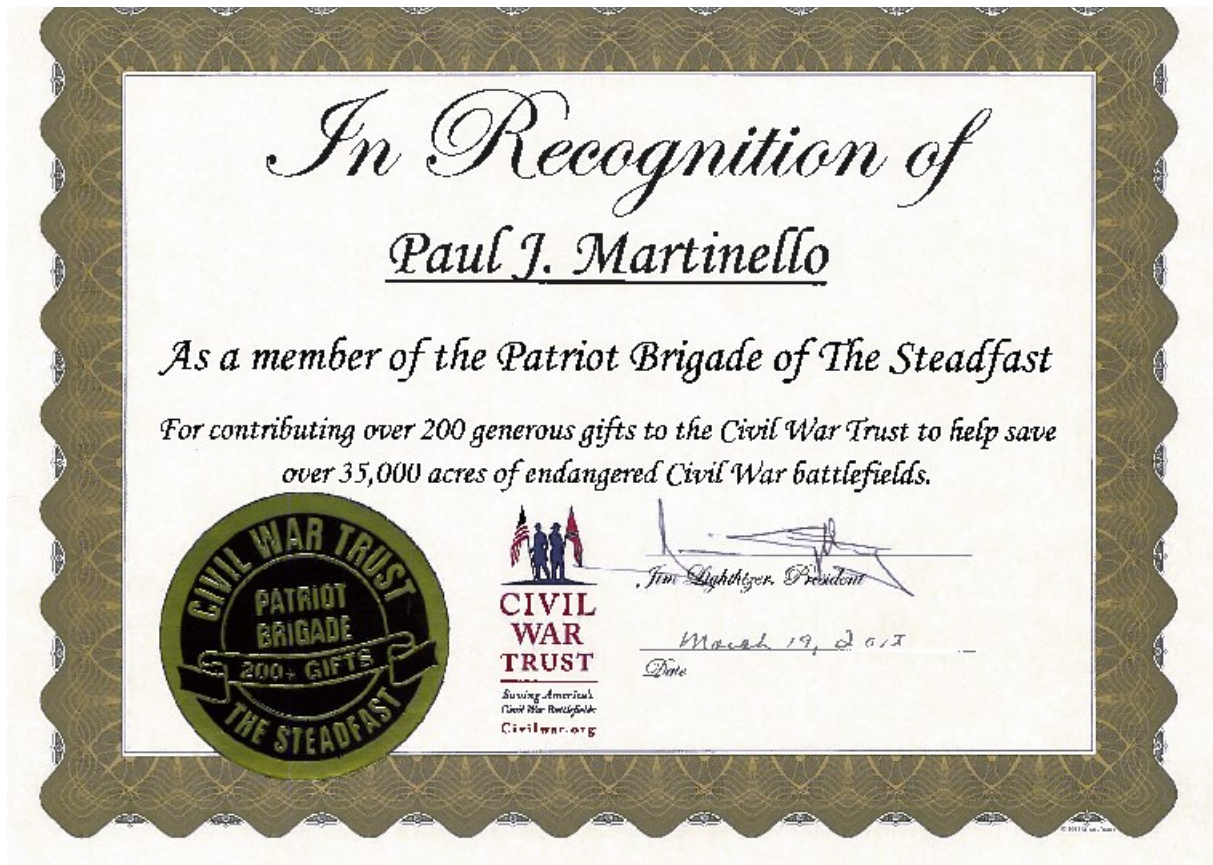 In Recognition of
Paul J. Martinello
As a member of the Patriot Brigade of The Steadfast
For contributing over 200 generous gifts to the Civil War Trust to help save
over 35,000 acres of endangered Civil War battlefields.
CIVIL WAR TRUST
PATRIOT
BRIGADE
200+ GIFTS
THE STEADFAST
CIVIL
WAR
TRUST
Saving America's
Civil War Battlefields
Civilwar.org
Jim Lighthizer, President
March 19,
Date